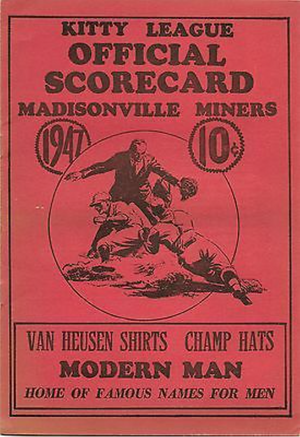 KITTY LEAGUE
OFFICIAL
SCORECARD
MADISONVILLE MINERS
1947
10¢
VAN HEUSEN SHIRTS CHAMP HATS
MODERN MAN
HOME OF FAMOUS NAMES FOR MEN